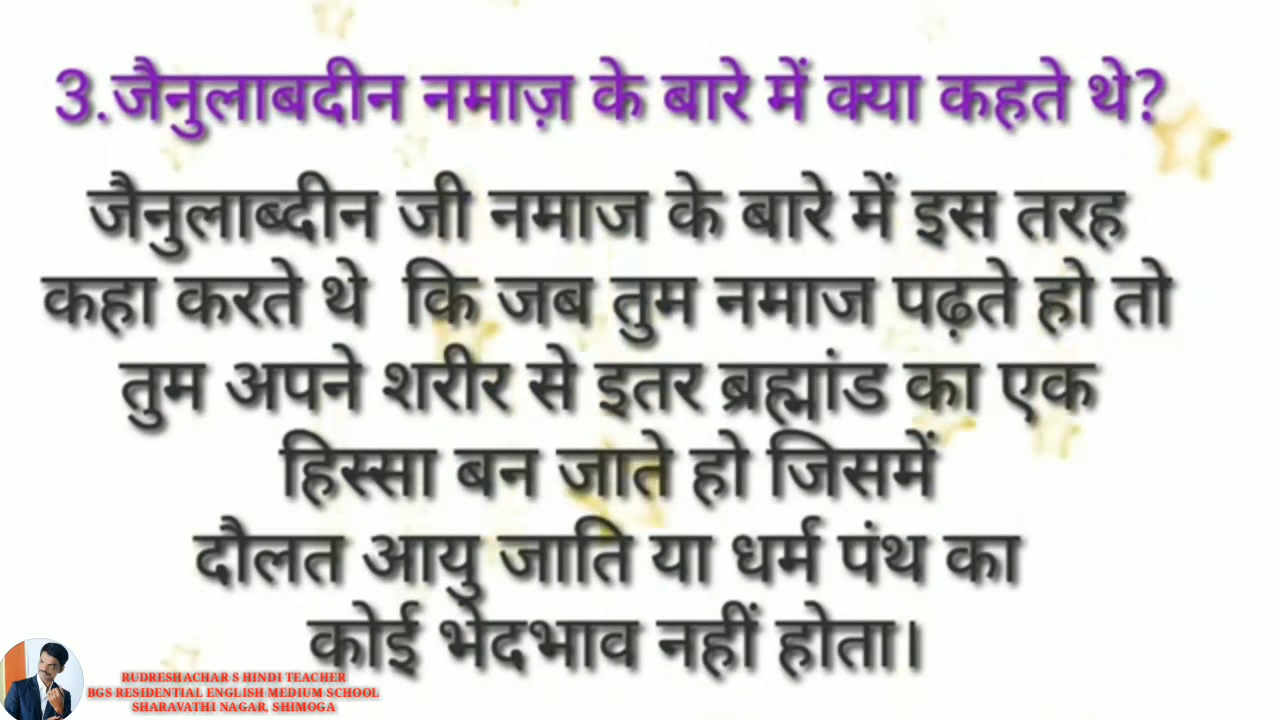 3.जैनुलाबदीन नमाज़ के बारे में क्या कहते थे?
जैनुलाब्दीन जी नमाज के बारे में इस तरह
कहा करते थे कि जब तुम नमाज पढ़ते हो तो
तुम अपने शरीर से इतर ब्रह्मांड का एक
हिस्सा बन जाते हो जिसमें
दौलत आयु जाति या धर्म पंथ का
कोई भेदभाव नहीं होता।
RUDRESHACHAR S HINDI TEACHER
BGS RESIDENTIAL ENGLISH MEDIUM SCHOOL
SHARAVATHI NAGAR, SHIMOGA